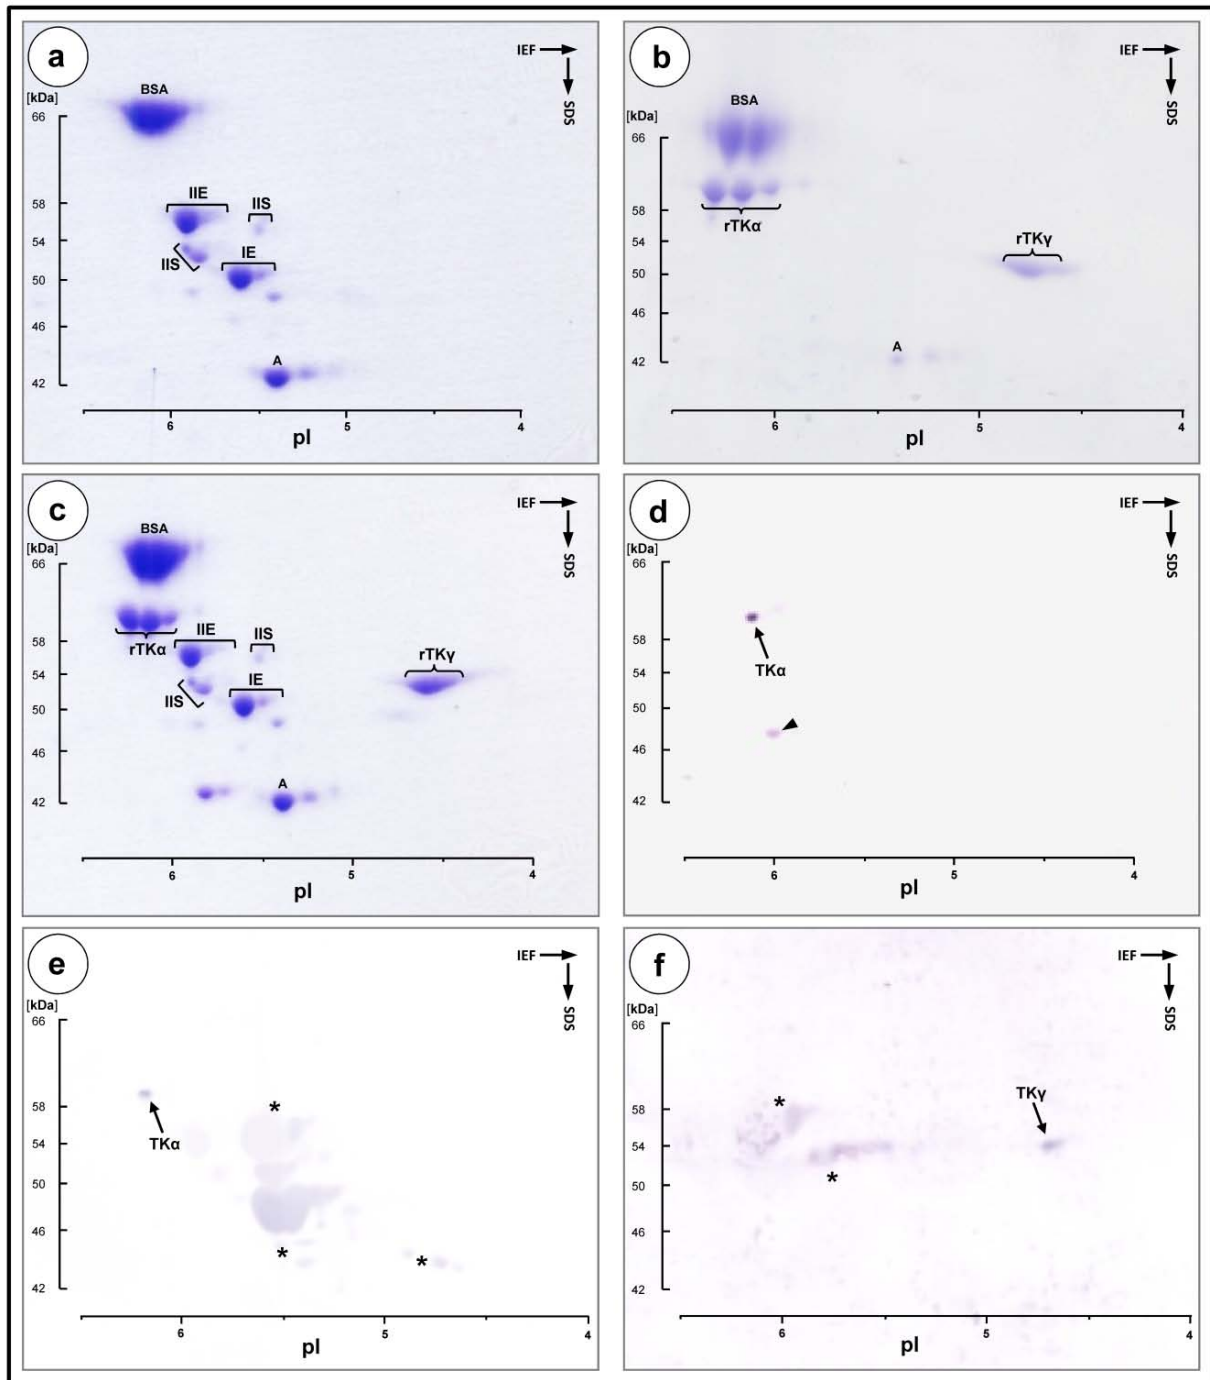 a
IEF
SDS
[kDa]
BSA
66
IIE
IIS
58
54
IIS
IE
50
46
A
42
6
5
4
pI
b
IEF
SDS
[kDa]
BSA
66
58
rTKα
54
rTKγ
50
46
A
42
6
5
4
pI
c
IEF
SDS
[kDa]
BSA
66
58
rTKα
IIE
IIS
54
rTKγ
IIS
IE
50
46
A
42
6
5
4
pI
d
IEF
SDS
[kDa]
66
58
54
TKα
50
46
42
6
5
4
pI
e
IEF
SDS
[kDa]
66
58
*
54
TKα
50
46
*
*
42
6
5
4
pI
f
IEF
SDS
[kDa]
66
58
*
TKγ
54
50
*
46
42
6
5
4
pI